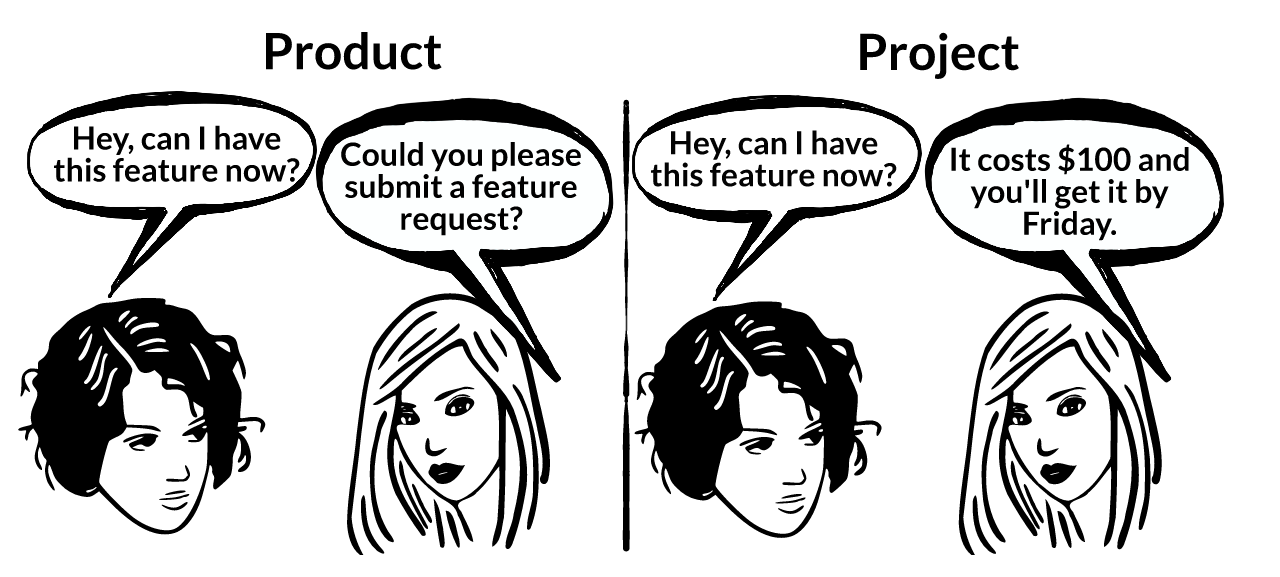 Product
Hey, can I have
this feature now?
Could you please
submit a feature
request?
Project
Hey, can I have
this feature now?
It costs $100 and
you'll get it by
Friday.